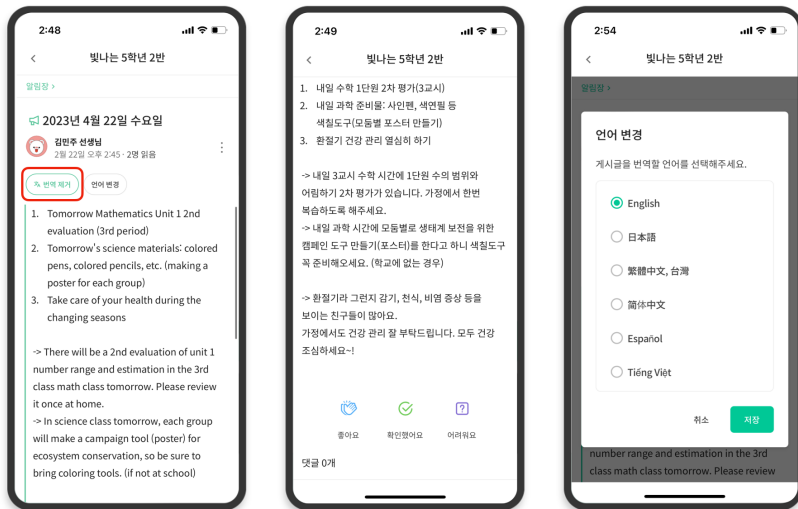 2:48
빛나는 5학년 2반
알림장 ›
2023년 4월 22일 수요일
김민주 선생님
2월 22일 오후 2:45 · 2명 읽음
번역 제거
언어 변경
1. Tomorrow Mathematics Unit 1 2nd
evaluation (3rd period)
2. Tomorrow's science materials: colored
pens, colored pencils, etc. (making a
poster for each group)
3. Take care of your health during the
changing seasons
-> There will be a 2nd evaluation of unit 1
number range and estimation in the 3rd
class math class tomorrow. Please review
it once at home.
-> In science class tomorrow, each group
will make a campaign tool (poster) for
ecosystem conservation, so be sure to
bring coloring tools. (if not at school)
2:49
빛나는 5학년 2반
1. 내일 수학 1단원 2차 평가(3교시)
2. 내일 과학 준비물: 사인펜, 색연필 등
색칠도구(모둠별 포스터 만들기)
3. 환절기 건강 관리 열심히 하기
-> 내일 3교시 수학 시간에 1단원 수의 범위와
어림하기 2차 평가가 있습니다. 가정에서 한번
복습하도록 해주세요.
-> 내일 과학 시간에 모둠별로 생태계 보전을 위한
캠페인 도구 만들기(포스터)를 한다고 하니 색칠도구
꼭 준비해오세요. (학교에 없는 경우)
-> 환절기라 그런지 감기, 천식, 비염 증상 등을
보이는 친구들이 많아요.
가정에서도 건강 관리 잘 부탁드립니다. 모두 건강
조심하세요~!
좋아요
확인했어요
어려워요
댓글 0개
2:54
빛나는 5학년 2반
알림장 ›
언어 변경
게시글을 번역할 언어를 선택해주세요.
English
日本語
繁體中文, 台灣
简体中文
Español
Tiếng Việt
취소
저장
number range and estimation in the 3rd
class math class tomorrow. Please review